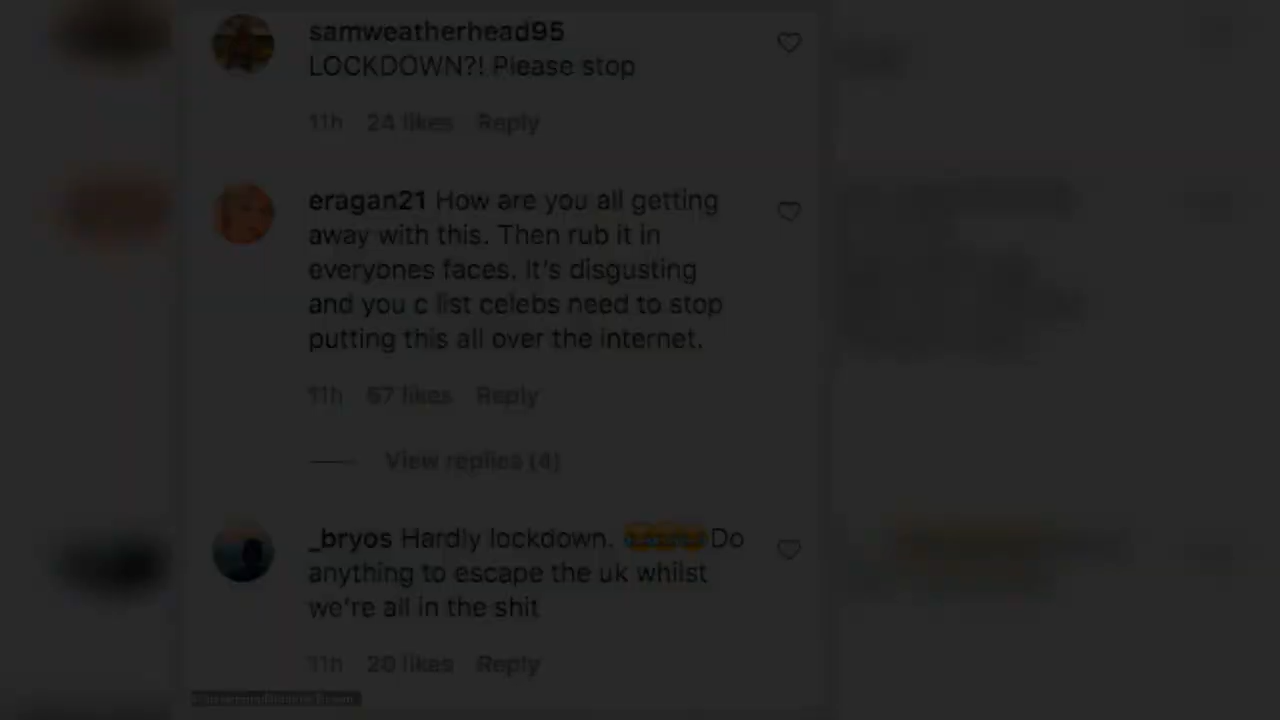 samweatherhead95
LOCKDOWN?! Please stop
11h 24 likes Reply
eragan21 How are you all getting
away with this. Then rub it in
everyones faces. It's disgusting
and you c list celebs need to stop
putting this all over the internet.
11h 67 likes Reply
View replies (4)
_bryos Hardly lockdown. Do
anything to escape the uk whilst
we're all in the shit
11h 20 likes Reply